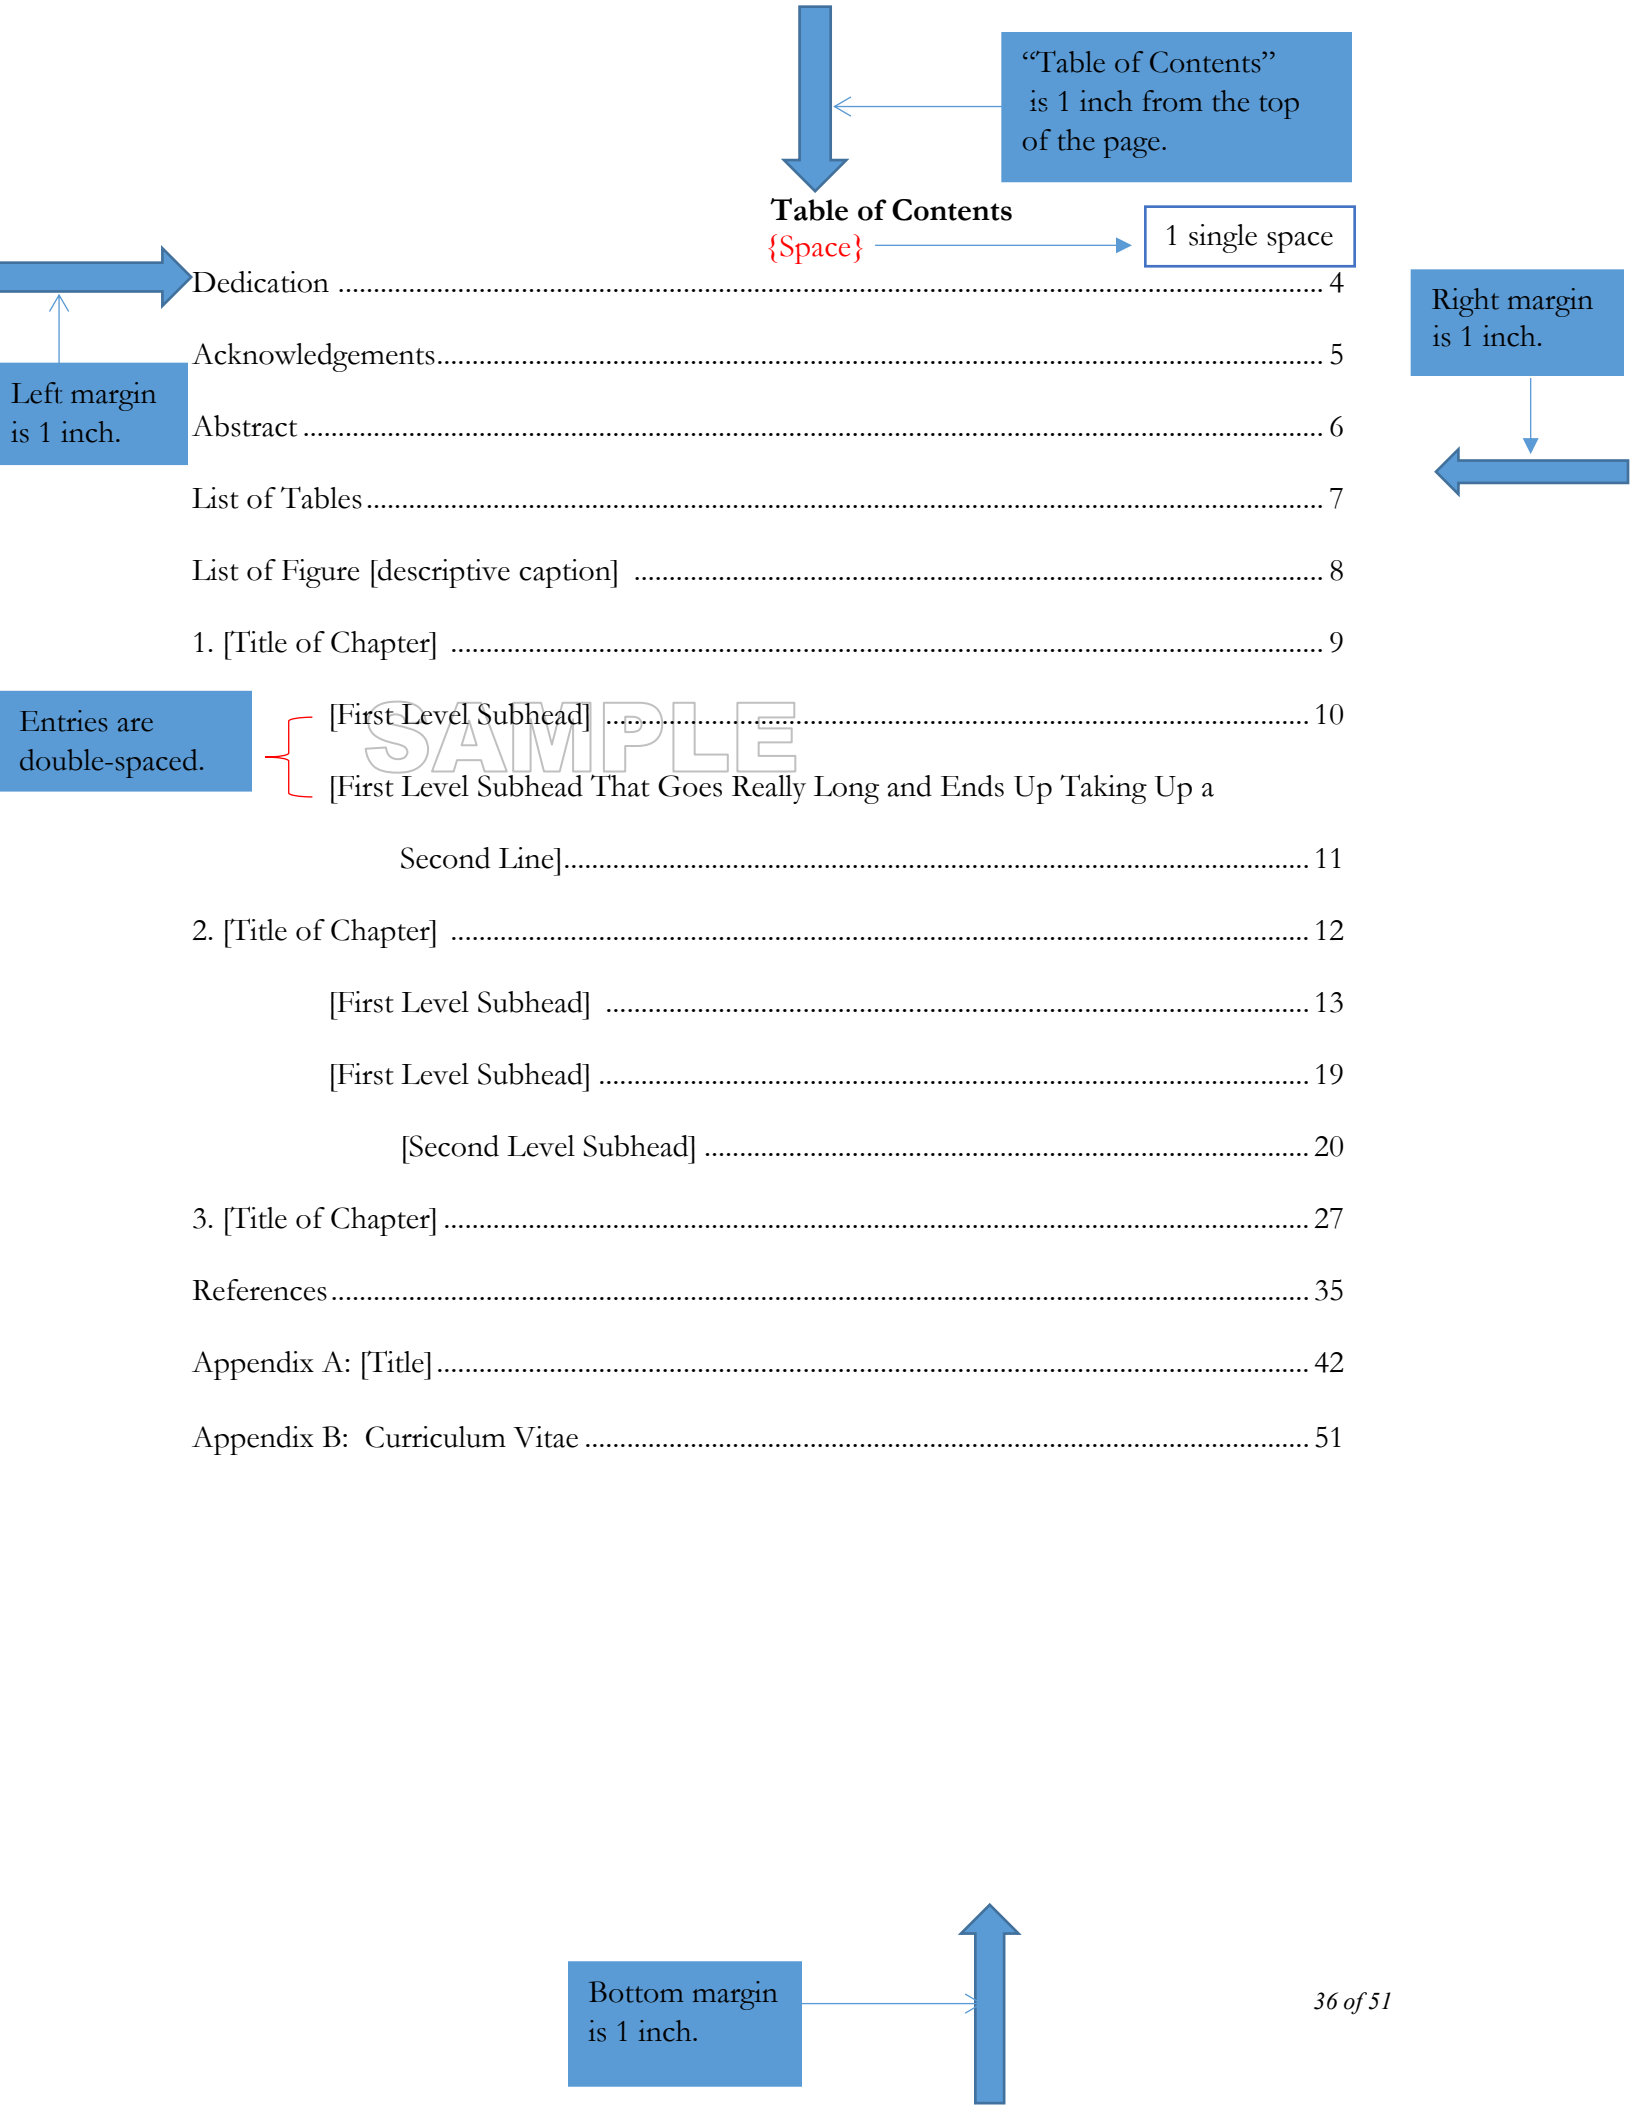 “Table of Contents”
is 1 inch from the top
of the page.
Table of Contents
{Space}
1 single space
Dedication ........................................................ 4
Right margin
is 1 inch.
Acknowledgements........................................................ 5
Left margin
is 1 inch.
Abstract ........................................................ 6
List of Tables ........................................................ 7
List of Figure [descriptive caption] ........................................................ 8
1. [Title of Chapter] ........................................................ 9
Entries are
double-spaced.
SAMPLE
[First Level Subhead] ........................................................ 10
[First Level Subhead That Goes Really Long and Ends Up Taking Up a
Second Line]........................................................ 11
2. [Title of Chapter] ........................................................ 12
[First Level Subhead] ........................................................ 13
[First Level Subhead] ........................................................ 19
[Second Level Subhead] ........................................................ 20
3. [Title of Chapter] ........................................................ 27
References ........................................................ 35
Appendix A: [Title] ........................................................ 42
Appendix B:  Curriculum Vitae ........................................................ 51
Bottom margin
is 1 inch.
36 of 51